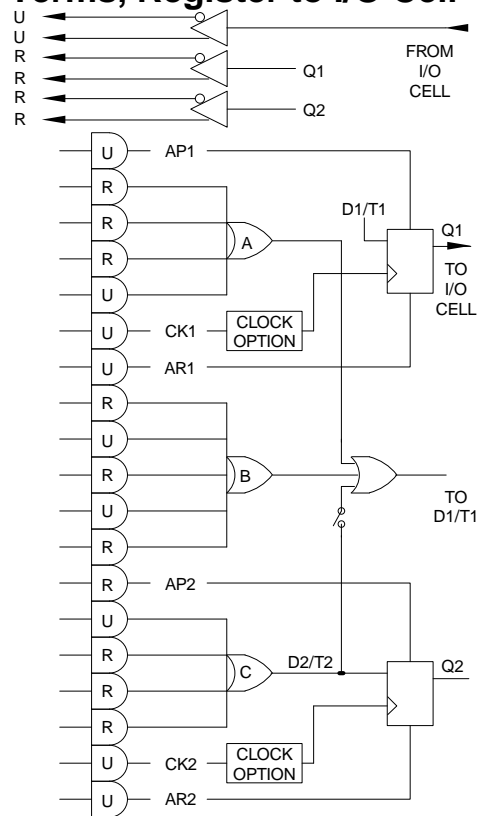 Terms, Register to I/O Cell
U
U
R
R
R
R
FROM
I/O
CELL
Q1
Q2
U
AP1
R
R
R
U
A
D1/T1
Q1
TO
I/O
CELL
U
CK1
CLOCK
OPTION
U
AR1
R
U
R
U
R
B
TO
D1/T1
R
AP2
U
R
R
R
C
D2/T2
Q2
U
CK2
CLOCK
OPTION
U
AR2